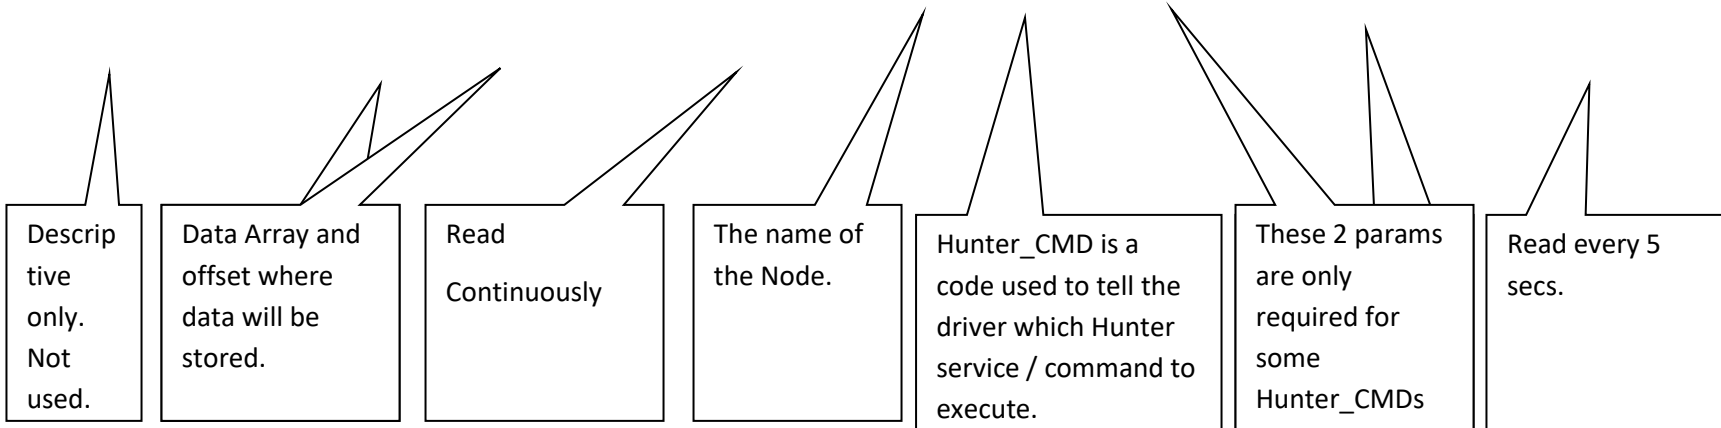 Descrip
tive
only.
Not
used.
Data Array and
offset where
data will be
stored.
Read
Continuously
The name of
the Node.
Hunter_CMD is a
code used to tell the
driver which Hunter
service / command to
execute.
These 2 params
are only
required for
some
Hunter_CMDs
Read every 5
secs.